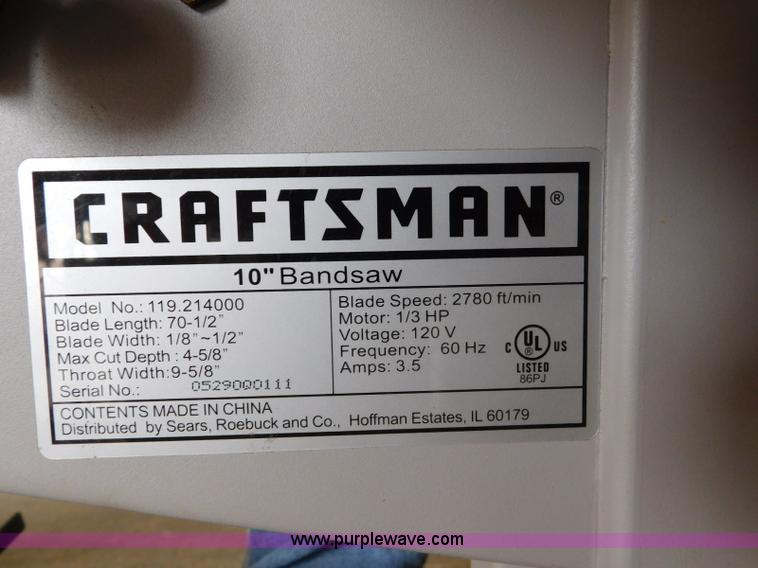 CRAFTSMAN®
10" Bandsaw
Model No.: 119.214000
Blade Length: 70-1/2"
Blade Width: 1/8"~1/2"
Max Cut Depth : 4-5/8"
Throat Width:9-5/8"
Serial No.: 0529000111
Blade Speed: 2780 ft/min
Motor: 1/3 HP
Voltage: 120 V
Frequency: 60 Hz
Amps: 3.5
C UL® US
LISTED
86PJ
CONTENTS MADE IN CHINA
Distributed by Sears, Roebuck and Co., Hoffman Estates, IL 60179
www.purplewave.com